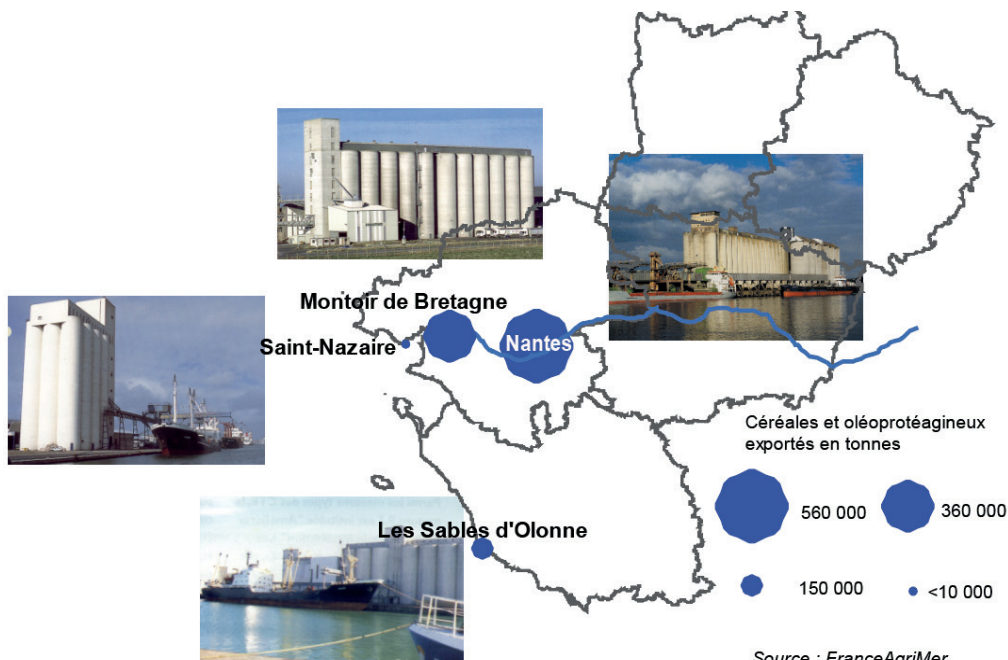 Montoir de Bretagne
Saint-Nazaire
Nantes
Les Sables d'Olonne
Céréales et oléoprotéagineux
exportés en tonnes
560 000
360 000
150 000
<10 000
Source : FranceAgriMer